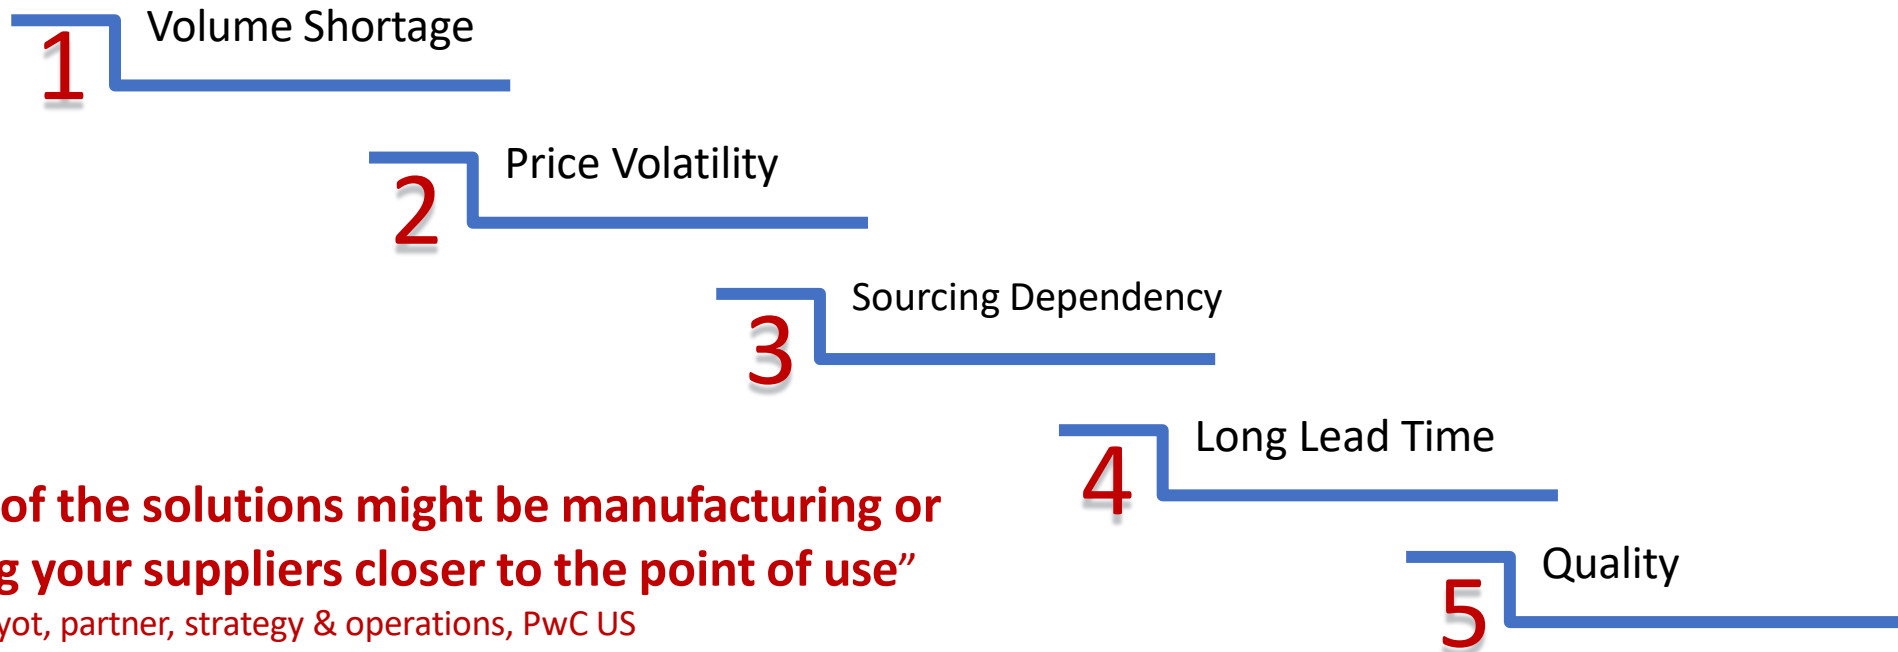 1
Volume Shortage
2
Price Volatility
3
Sourcing Dependency
4
Long Lead Time
of the solutions might be manufacturing or
your suppliers closer to the point of use”
partner, strategy & operations, PwC US
5
Quality